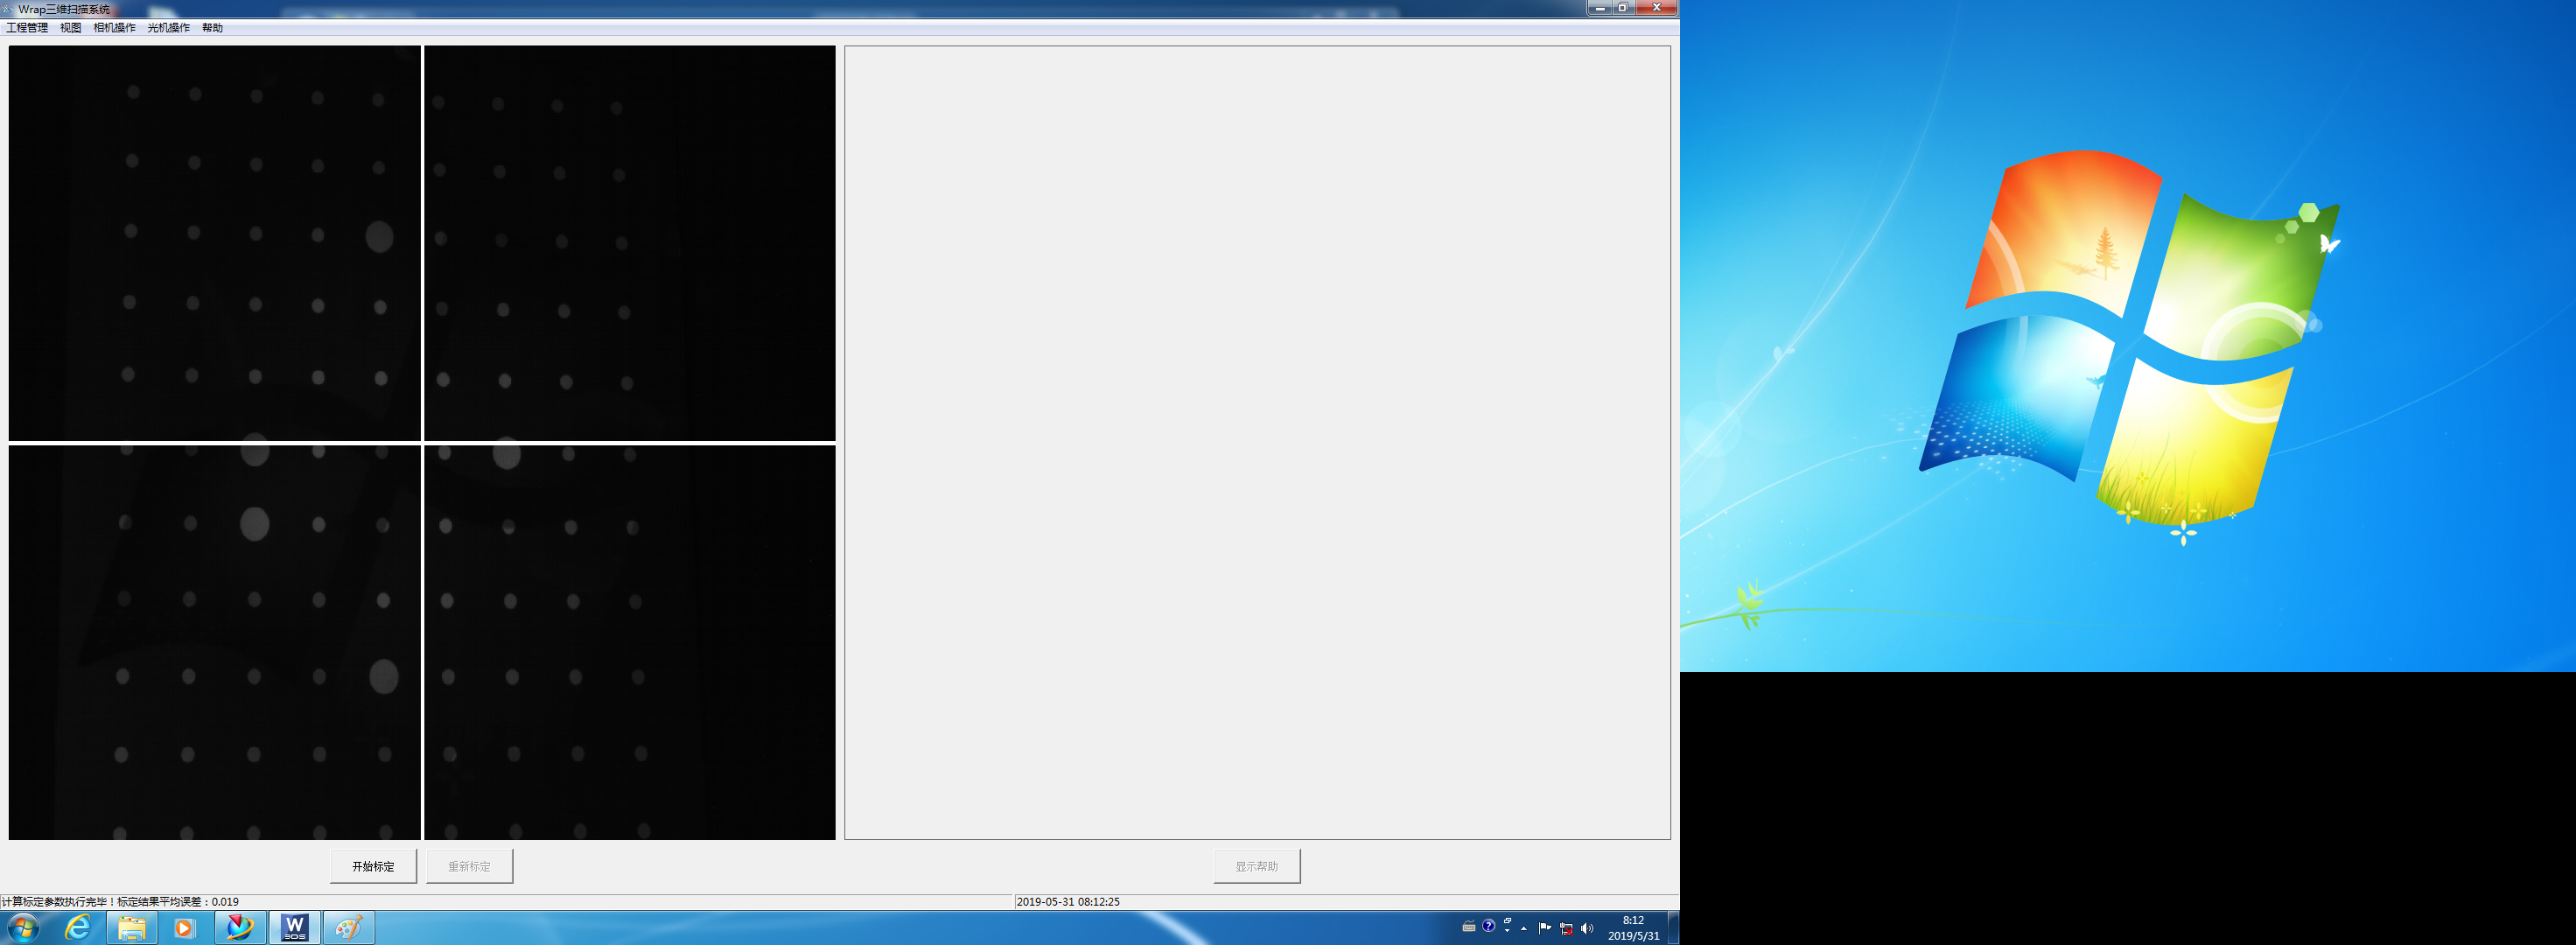 Wrap三维扫描系统
工程管理 视图 相机操作 光机操作 帮助
开始标定 重新标定 显示帮助
计算标定参数执行完毕！标定结果平均误差：0.019 2019-05-31 08:12:25
W
3DS
8:12
2019/5/31